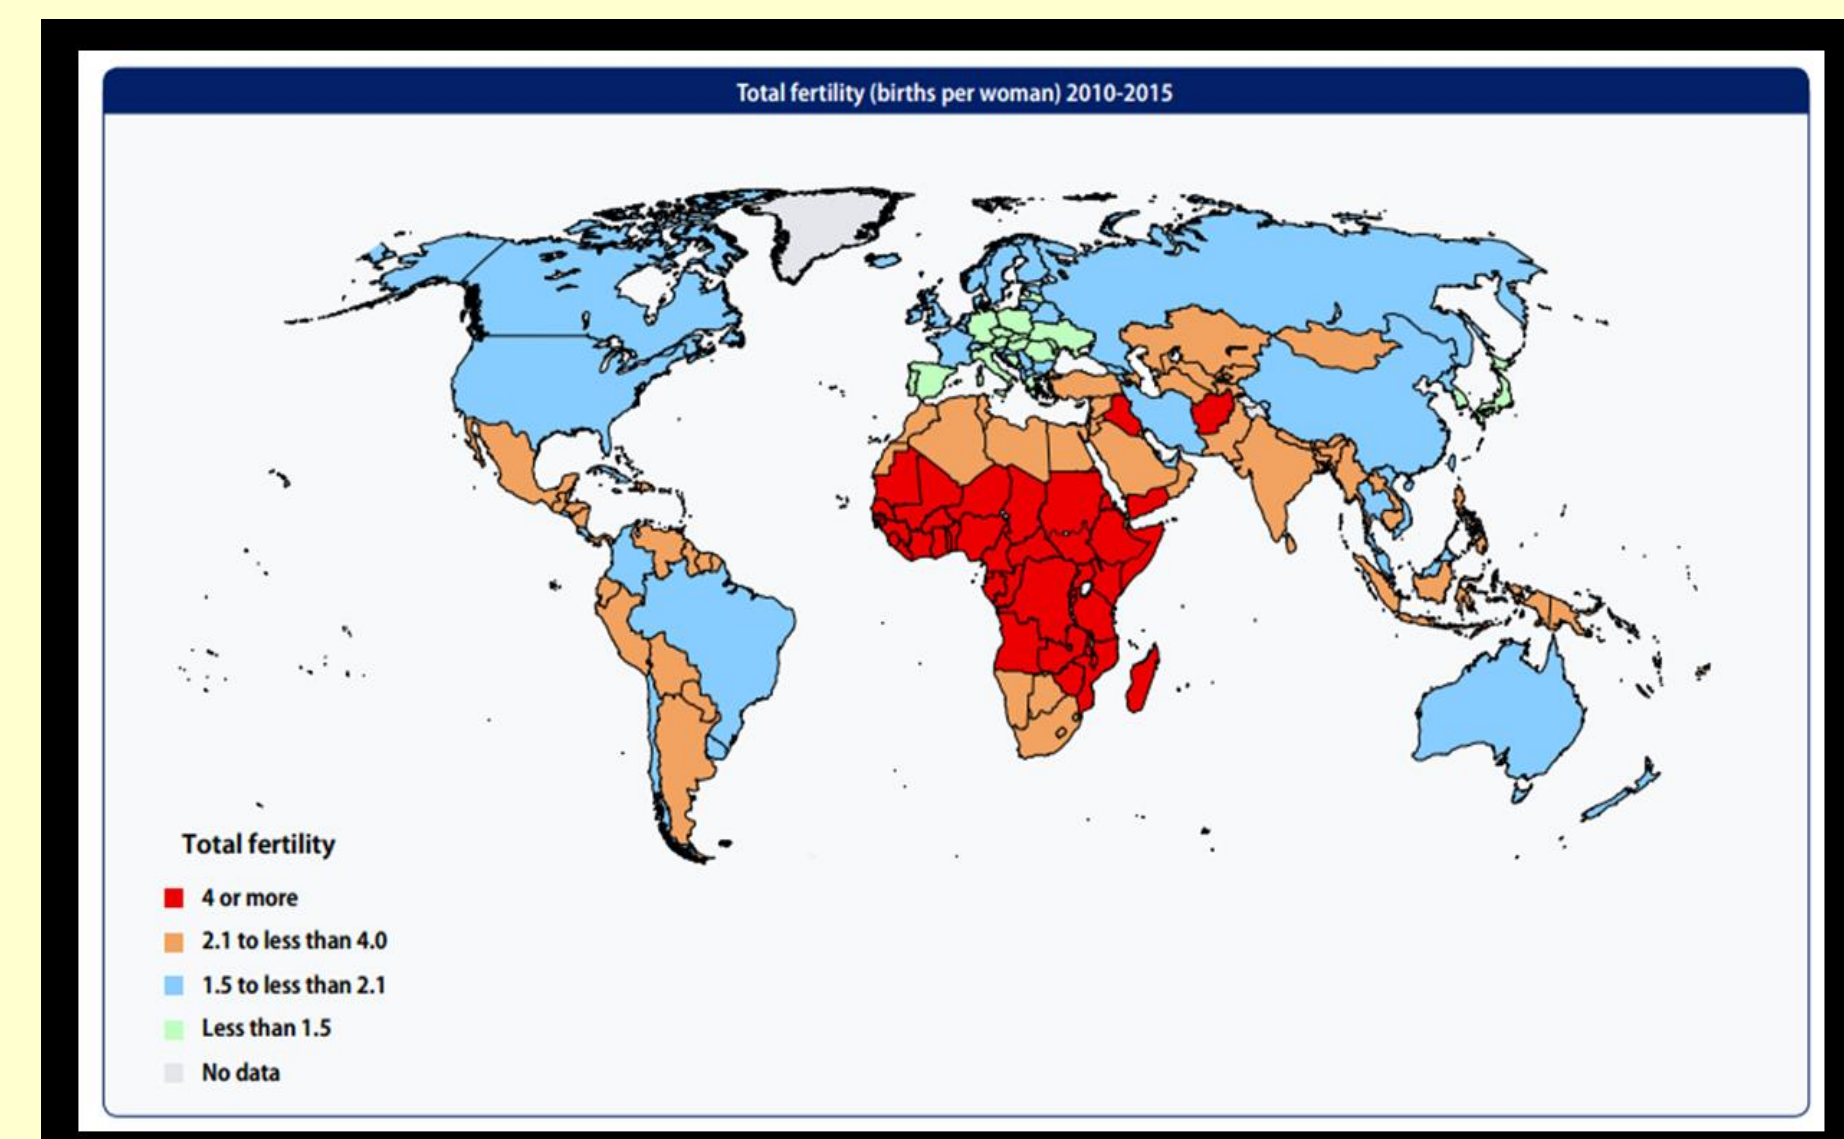 Total fertility (births per woman) 2010-2015
Total fertility
4 or more
2.1 to less than 4.0
1.5 to less than 2.1
Less than 1.5
No data